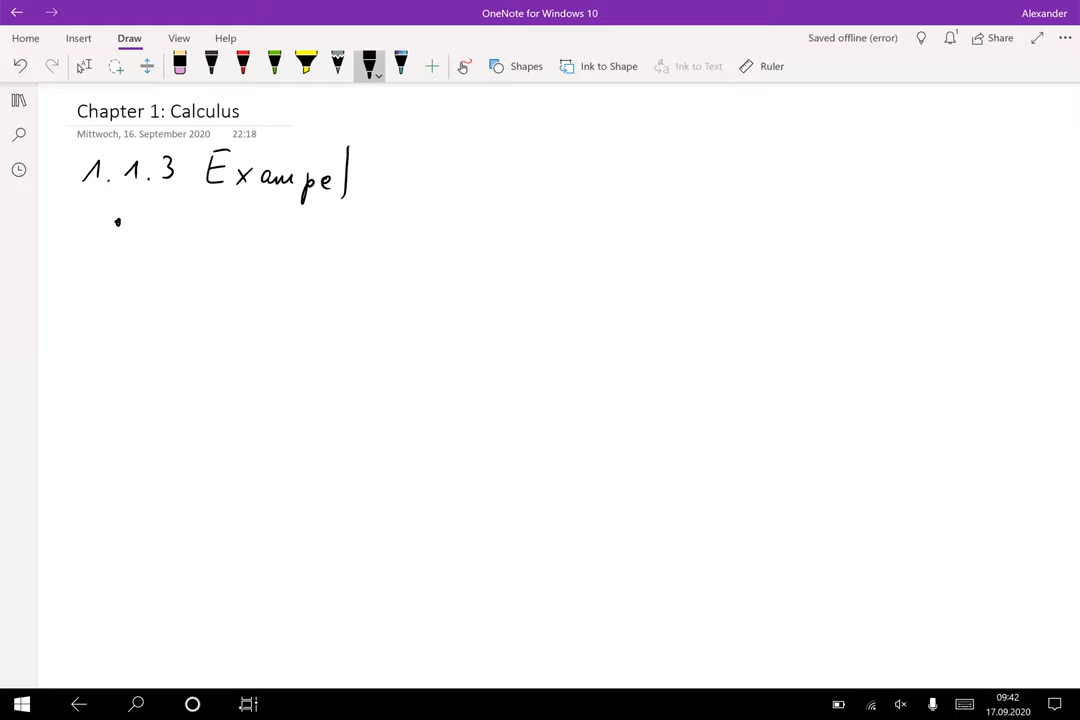 OneNote for Windows 10
Alexander
Home Insert Draw View Help
Saved offline (error)
1
Share
Shapes
Ink to Shape
Ink to Text
Ruler
Chapter 1: Calculus
Mittwoch, 16. September 2020 22:18
1.1.3 Exampel
•
09:42
17.09.2020